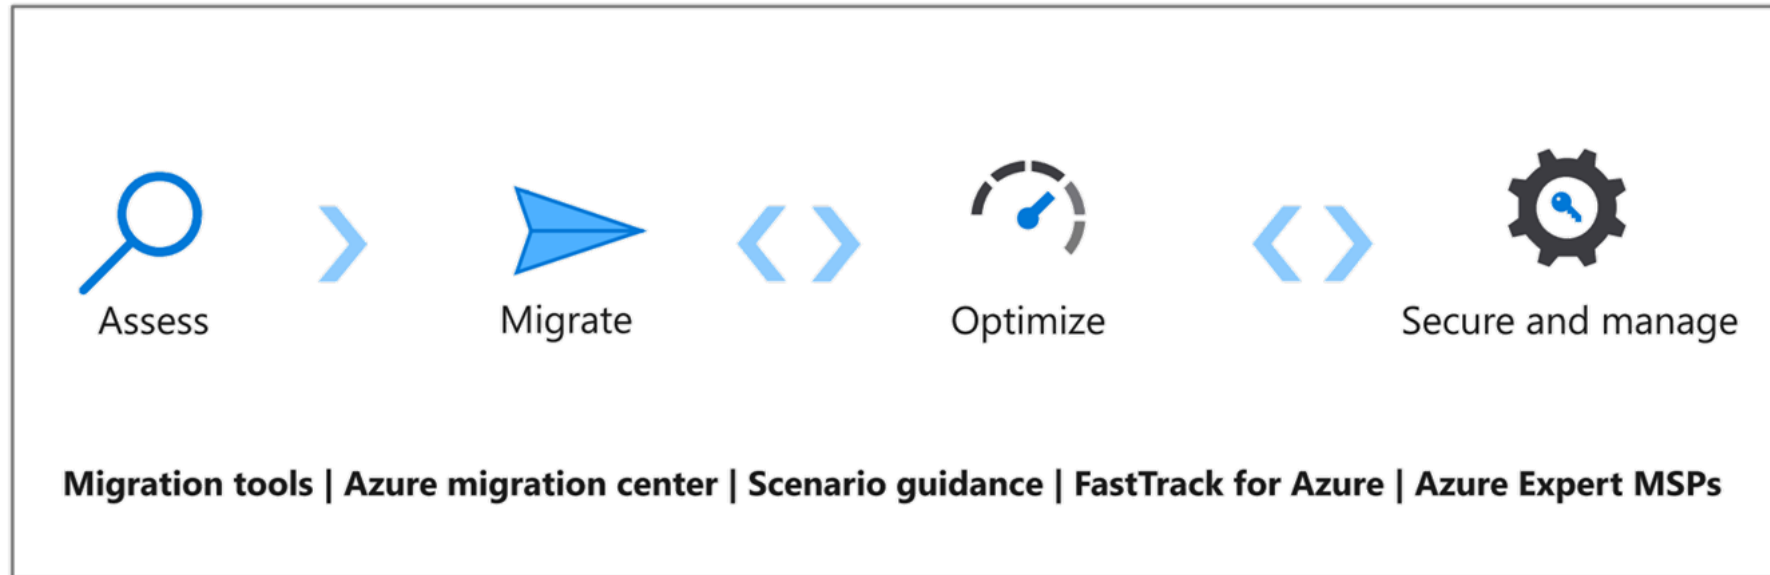 Assess
Migrate
Optimize
Secure and manage
Migration tools | Azure migration center | Scenario guidance | FastTrack for Azure | Azure Expert MSPs